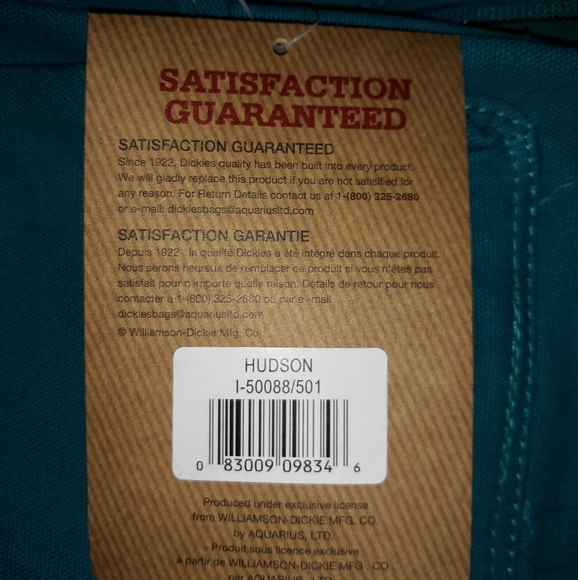 SATISFACTION
GUARANTEED
SATISFACTION GUARANTEED
Since 1922, Dickies quality has been built into every product.
We will gladly replace this product if you are not satisfied for
any reason. For Return Details contact us at 1-(800) 325-2680
or e-mail: dickiesbags@aquariusltd.com
SATISFACTION GARANTIE
Depuis 1922 , la qualité Dickies a été intégré dans chaque produit.
Nous serons heureux de remplacer ce produit si vous n'êtes pas
satisfait pour n'importe quelle raison. Détails de retour pour nous
contacter à 1-(800) 325-2680 ou par e -mail
dickiesbags@aquariusltd.com
© Williamson-Dickie Mfg. Co.
HUDSON
I-50088/501
0 83009 09834 6
Produced under exclusive license
from WILLIAMSON-DICKIE MFG. CO.
by AQUARIUS, LTD.
Produit sous licence exclusive
à partir de WILLIAMSON-DICKIE MFG . CO
par AQUARIUS, LTD.